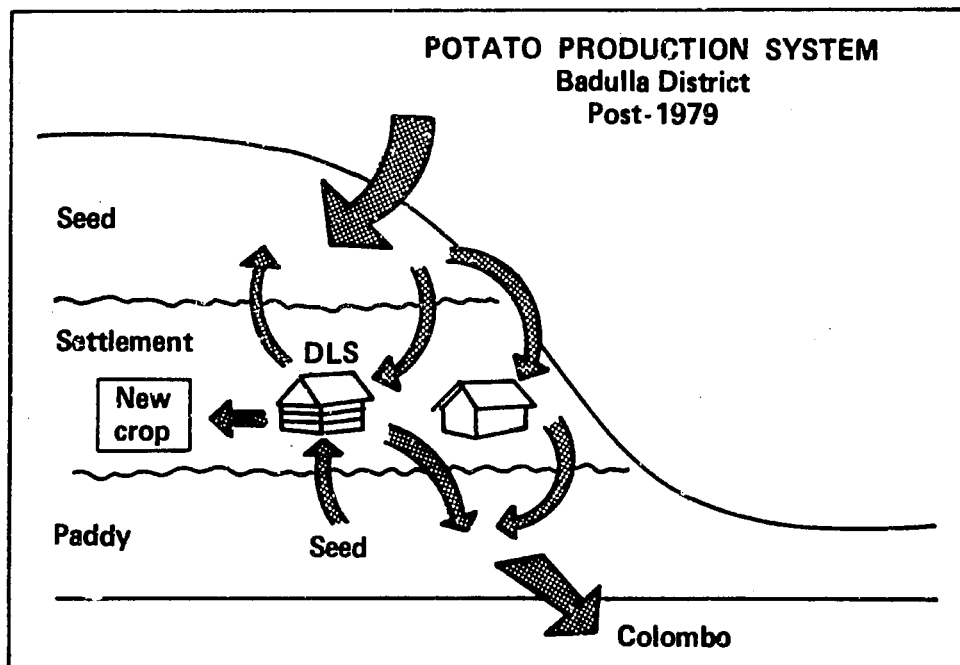 POTATO PRODUCTION SYSTEM
Badulla District
Post-1979
Seed
Settlement
DLS
New
crop
Paddy
Seed
Colombo